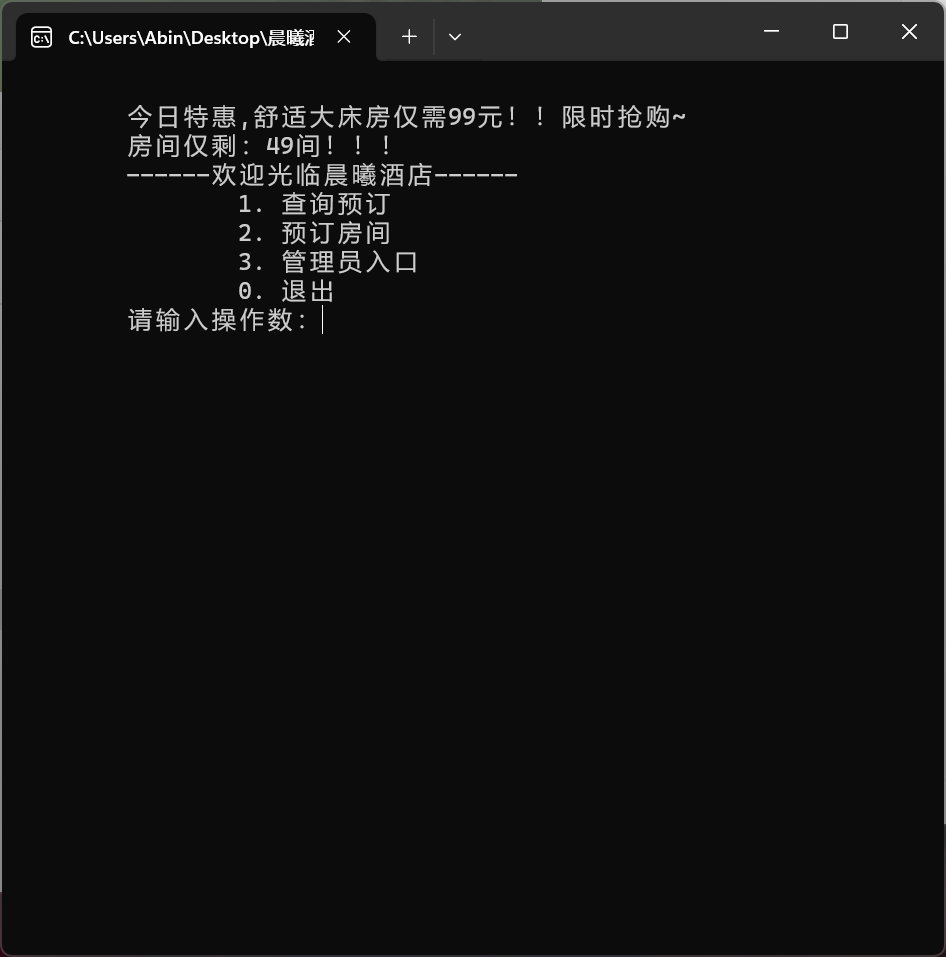 C:\Users\Abin\Desktop\晨曦
今日特惠,舒适大床房仅需99元！！限时抢购~
房间仅剩：49间！！！
------欢迎光临晨曦酒店------
1. 查询预订
2. 预订房间
3. 管理员入口
0. 退出
请输入操作数：